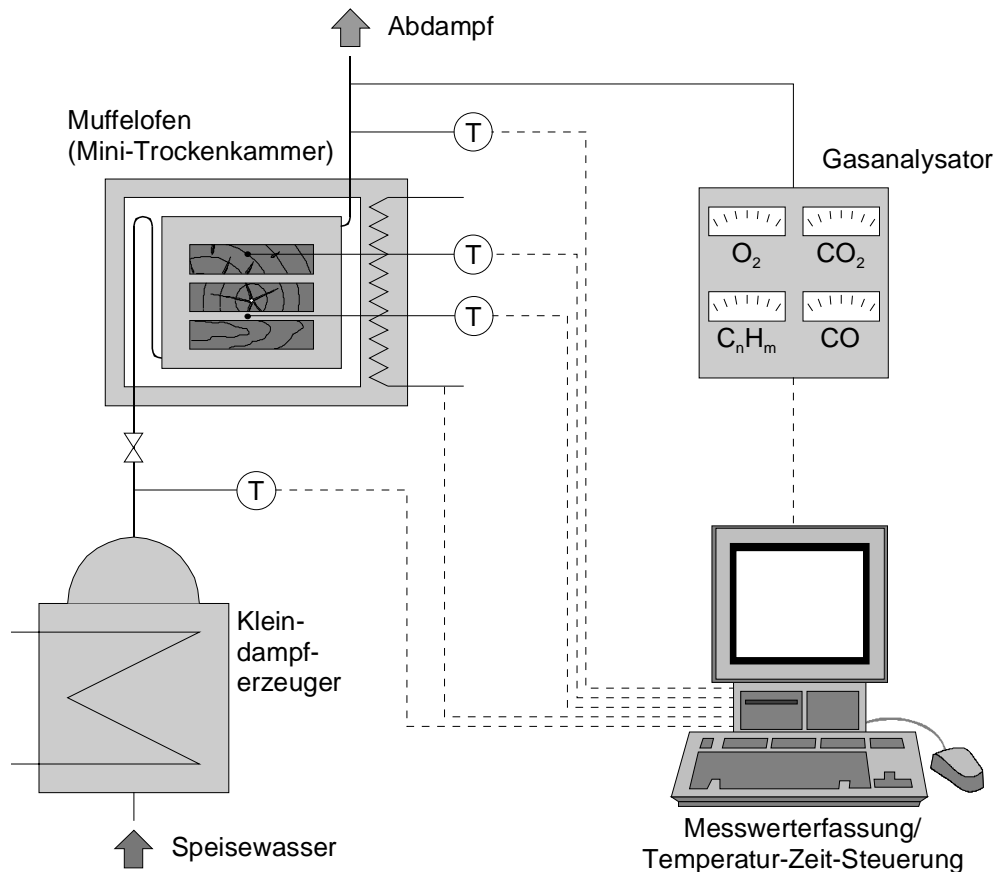 Abdampf
Muffelofen
(Mini-Trockenkammer)
T
Gasanalysator
O₂
CO₂
T
CₙHₘ
CO
T
T
Klein-
dampf-
erzeuger
Speisewasser
Messwerterfassung/
Temperatur-Zeit-Steuerung